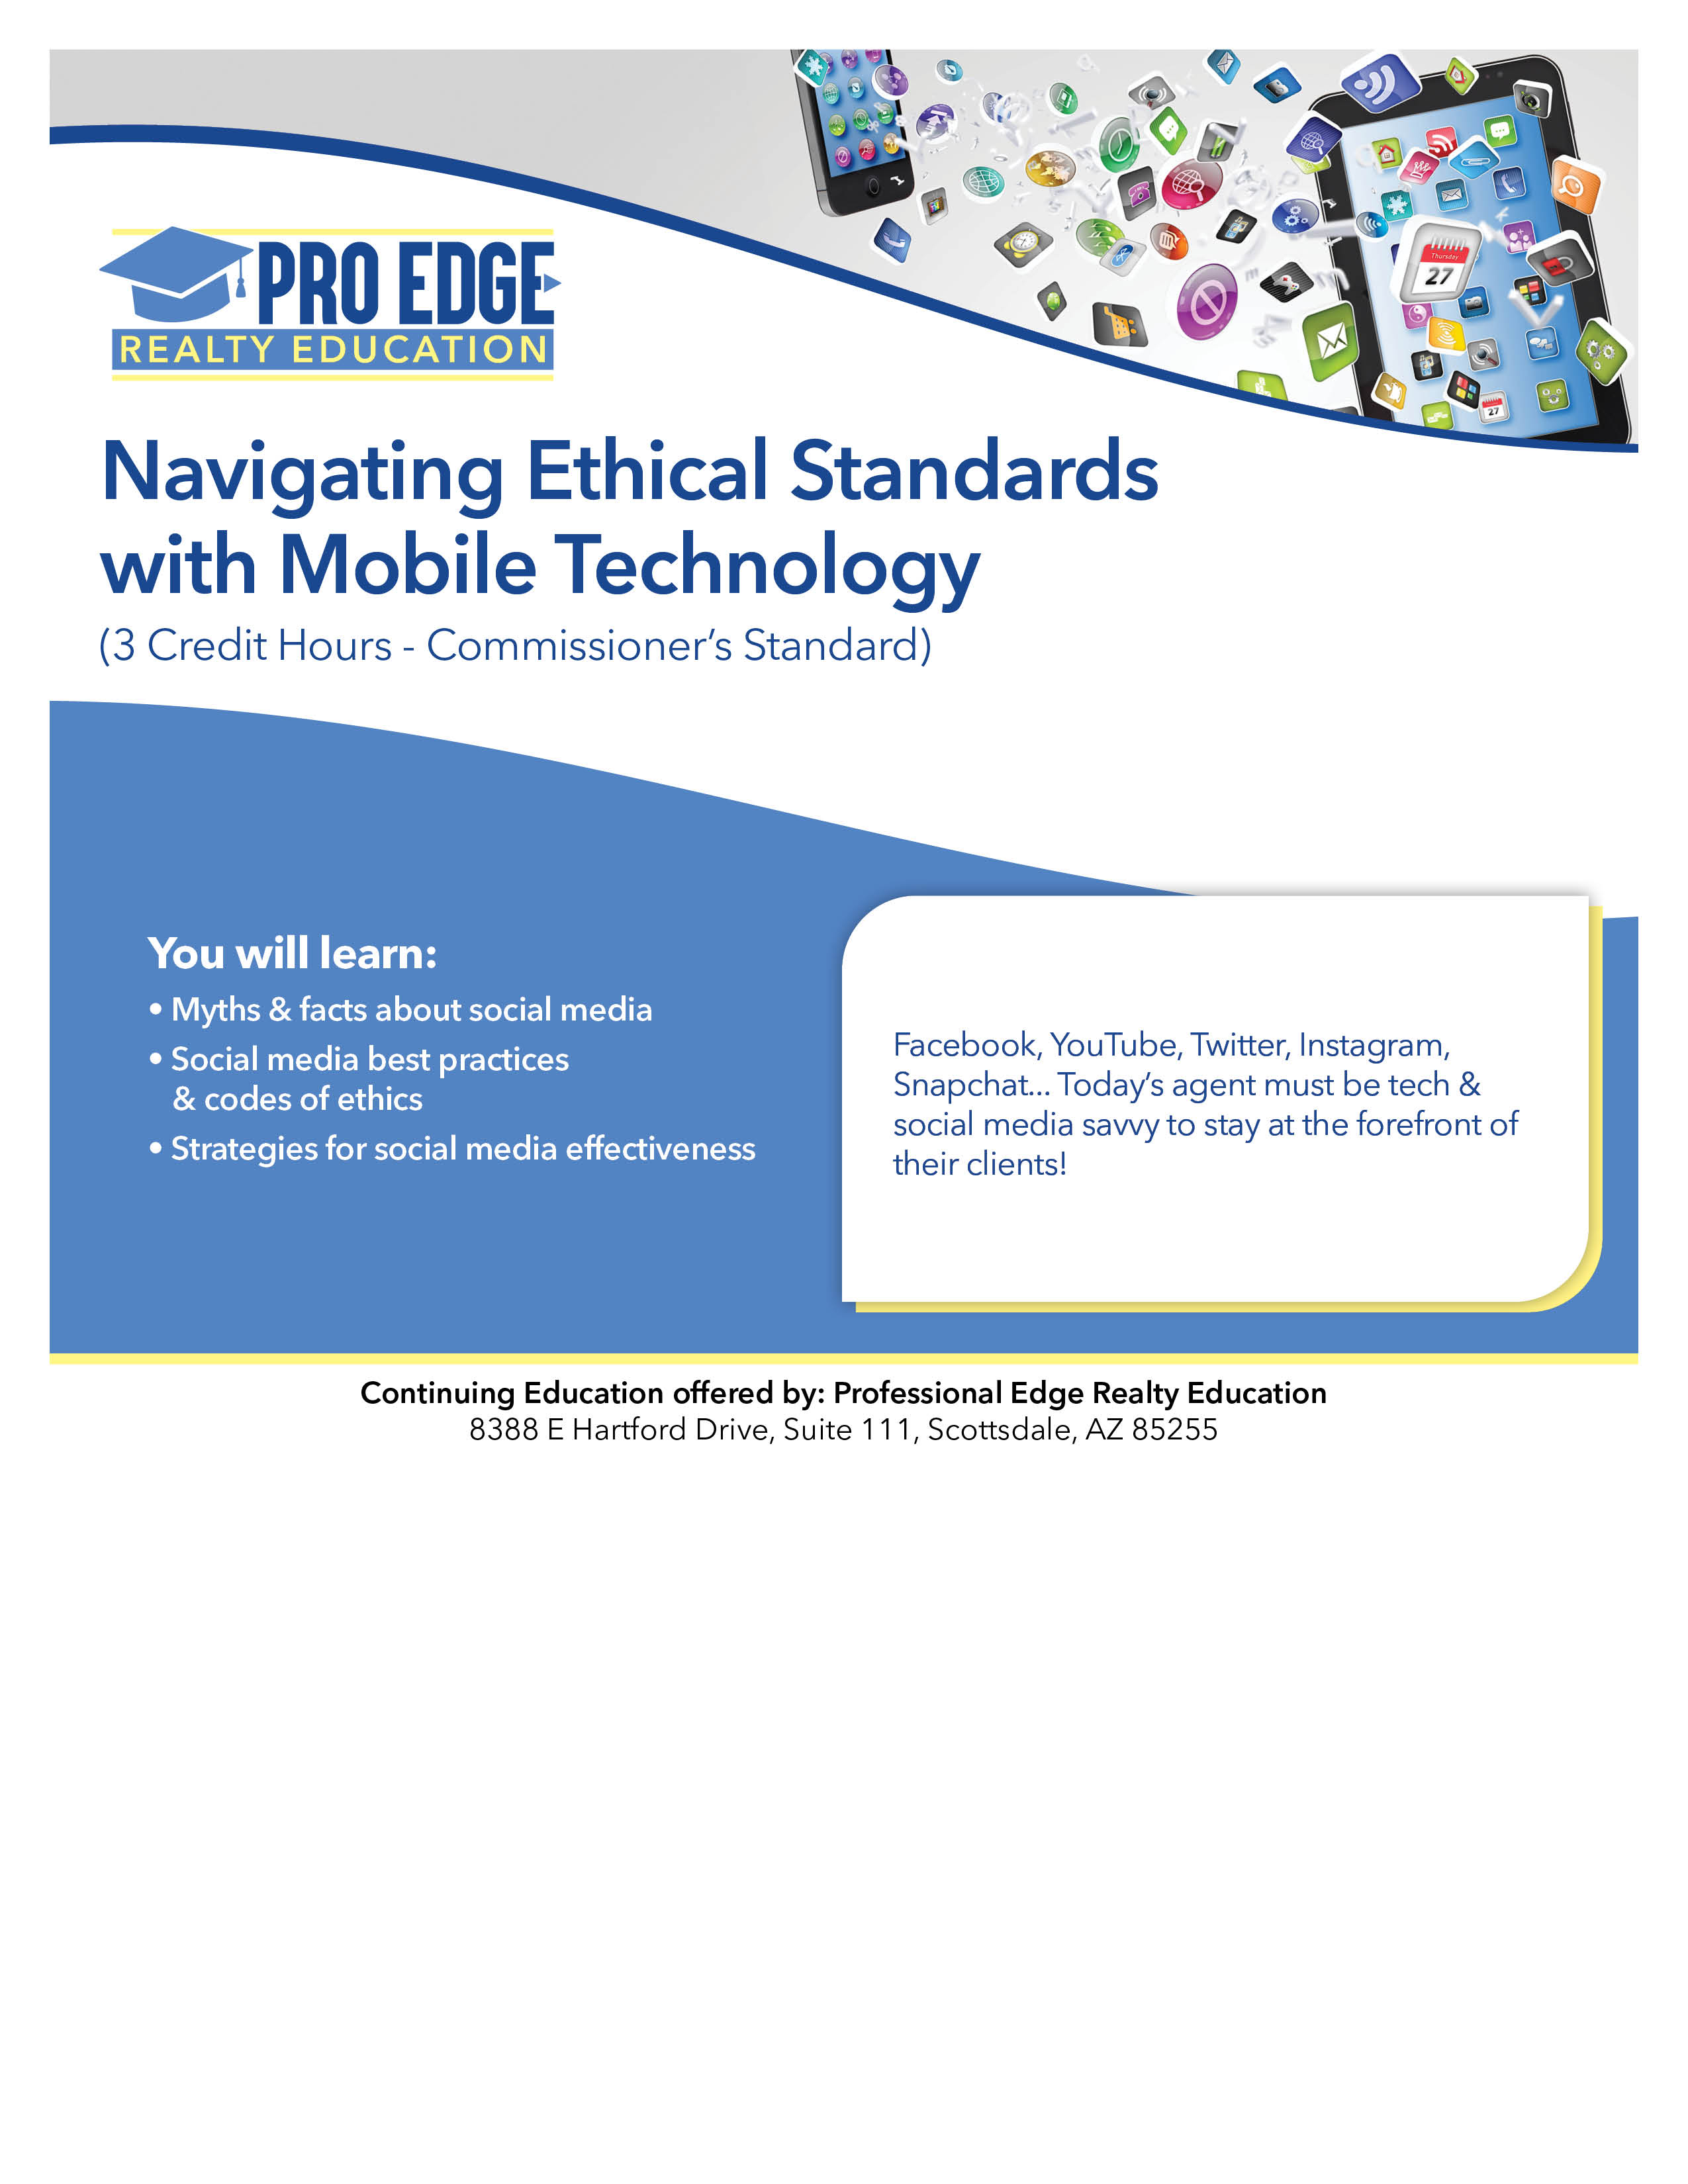 PRO EDGE
REALTY EDUCATION
Thursday
27
27
Navigating Ethical Standards
with Mobile Technology
(3 Credit Hours - Commissioner’s Standard)
You will learn:
• Myths & facts about social media
• Social media best practices
& codes of ethics
• Strategies for social media effectiveness
Facebook, YouTube, Twitter, Instagram,
Snapchat... Today’s agent must be tech &
social media savvy to stay at the forefront of
their clients!
Continuing Education offered by: Professional Edge Realty Education
8388 E Hartford Drive, Suite 111, Scottsdale, AZ 85255